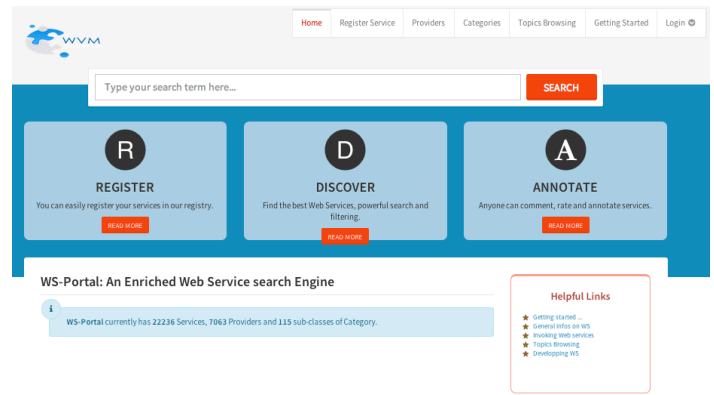 WVM
Home Register Service Providers Categories Topics Browsing Getting Started Login
Type your search term here...
SEARCH
R
REGISTER
You can easily register your services in our registry.
READ MORE
D
DISCOVER
Find the best Web Services, powerful search and
filtering.
READ MORE
A
ANNOTATE
Anyone can comment, rate and annotate services.
READ MORE
WS-Portal: An Enriched Web Service search Engine
i
WS-Portal currently has 22236 Services, 7063 Providers and 115 sub-classes of Category.
Helpful Links
Getting started ...
General infos on WS
Invoking Web services
Topics Browsing
Developping WS